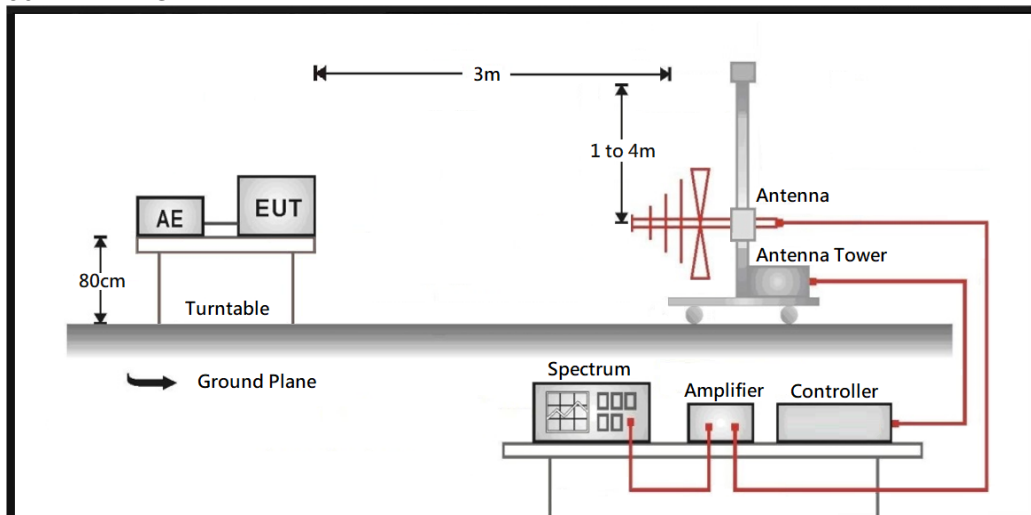 3m
1 to 4m
Antenna
AE
EUT
Antenna Tower
80cm
Turntable
Ground Plane
Spectrum
Amplifier
Controller